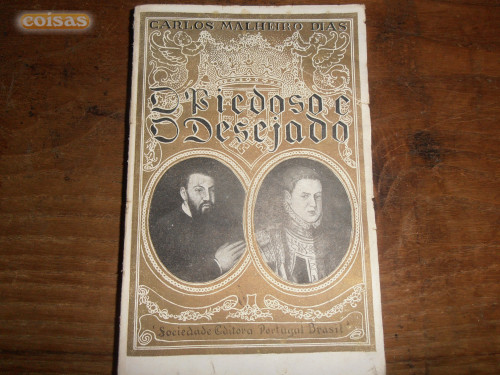 coisas
CARLOS MALHEIRO DIAS
O Piedoso e
O Desejado
Sociedade Editora Portugal Brasil